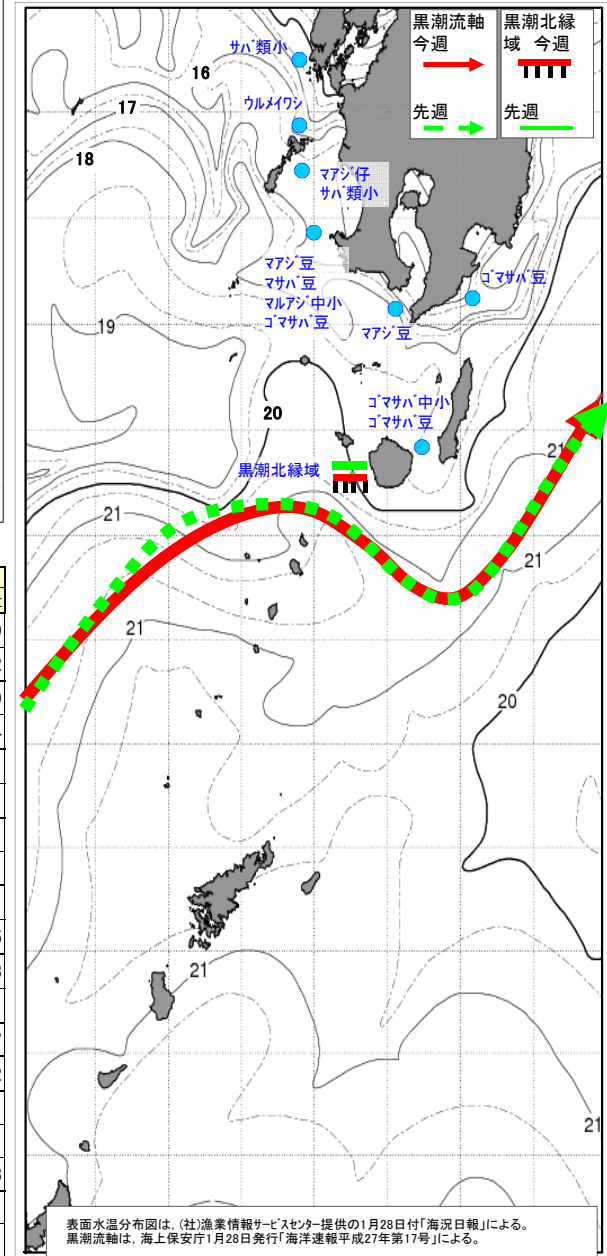 黒潮流軸
今週
先週
黒潮北縁
域 今週
先週
サバ類小
16
ウルメイワシ
17
18
マアジ仔
サバ類小
マアジ豆
マサバ豆
マルアジ中小
ゴマサバ豆
ゴマサバ豆
マアジ豆
19
20
ゴマサバ中小
ゴマサバ豆
黒潮北縁域
21
21
21
21
20
21
21
表面水温分布図は、(社)漁業情報サービスセンター提供の1月28日付「海況日報」による。
黒潮流軸は、海上保安庁1月28日発行「海洋速報平成27年第17号」による。